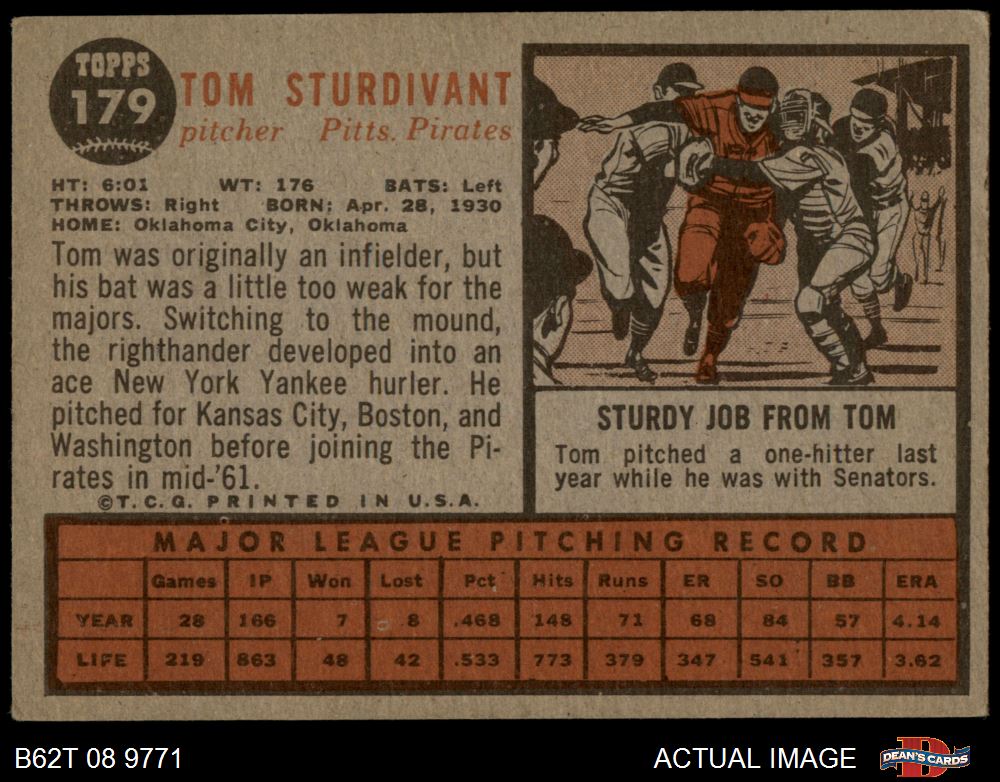 TOPPS
179
TOM STURDIVANT
pitcher Pitts. Pirates
HT: 6:01 WT: 176 BATS: Left
THROWS: Right BORN: Apr. 28, 1930
HOME: Oklahoma City, Oklahoma
Tom was originally an infielder, but
his bat was a little too weak for the
majors. Switching to the mound,
the righthander developed into an
ace New York Yankee hurler. He
pitched for Kansas City, Boston, and
Washington before joining the Pi-
rates in mid-'61.
©T.C.G. PRINTED IN U.S.A.
STURDY JOB FROM TOM
Tom pitched a one-hitter last
year while he was with Senators.
MAJOR LEAGUE PITCHING RECORD
Games IP Won Lost Pct Hits Runs ER SO BB ERA
YEAR 28 166 7 8 .468 148 71 68 84 57 4.14
LIFE 219 863 48 42 .533 773 379 347 541 357 3.62
B62T 08 9771 ACTUAL IMAGE DEAN'S CARDS